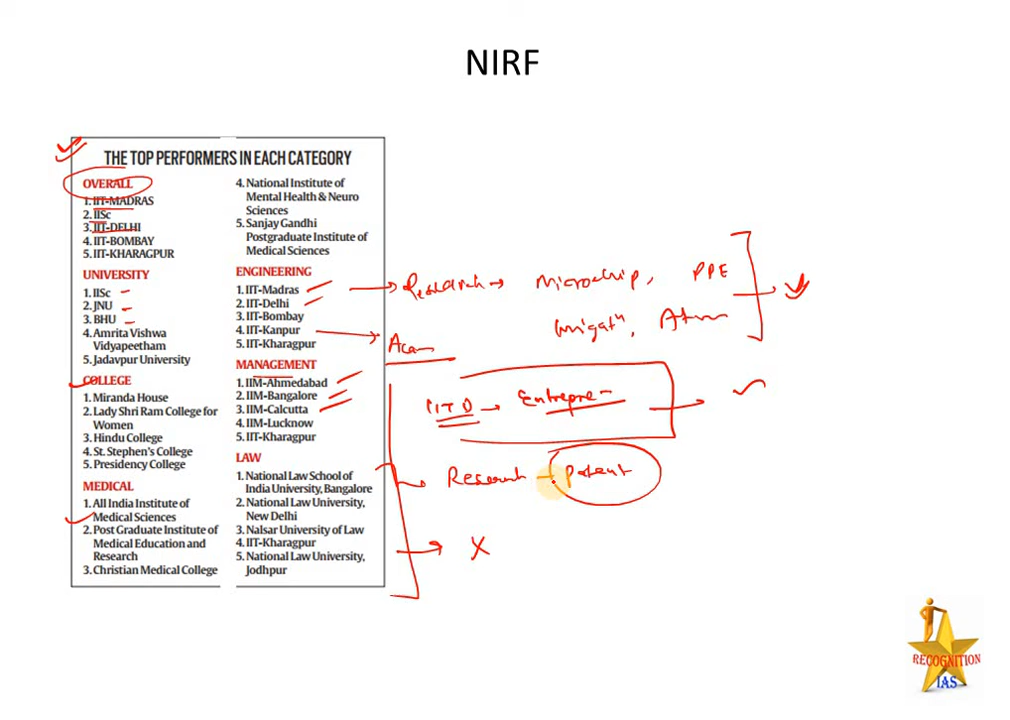 NIRF
THE TOP PERFORMERS IN EACH CATEGORY
OVERALL
1. IIT-MADRAS
2. IISc
3. IIT-DELHI
4. IIT-BOMBAY
5. IIT-KHARAGPUR
UNIVERSITY
1. IISc
2. JNU
3. BHU
4. Amrita Vishwa
Vidyapeetham
5. Jadavpur University
COLLEGE
1. Miranda House
2. Lady Shri Ram College for
Women
3. Hindu College
4. St. Stephen's College
5. Presidency College
MEDICAL
1. All India Institute of
Medical Sciences
2. Post Graduate Institute of
Medical Education and
Research
3. Christian Medical College
4. National Institute of
Mental Health & Neuro
Sciences
5. Sanjay Gandhi
Postgraduate Institute of
Medical Sciences
ENGINEERING
1. IIT-Madras
2. IIT-Delhi
3. IIT-Bombay
4. IIT-Kanpur
5. IIT-Kharagpur
MANAGEMENT
1. IIM-Ahmedabad
2. IIM-Bangalore
3. IIM-Calcutta
4. IIM-Lucknow
5. IIT-Kharagpur
LAW
1. National Law School of
India University, Bangalore
2. National Law University,
New Delhi
3. Nalsar University of Law
4. IIT-Kharagpur
5. National Law University,
Jodhpur
Research → Microchip, PPE
IITD → Entrepre-
Research → Patent
X
RECOGNITION
IAS